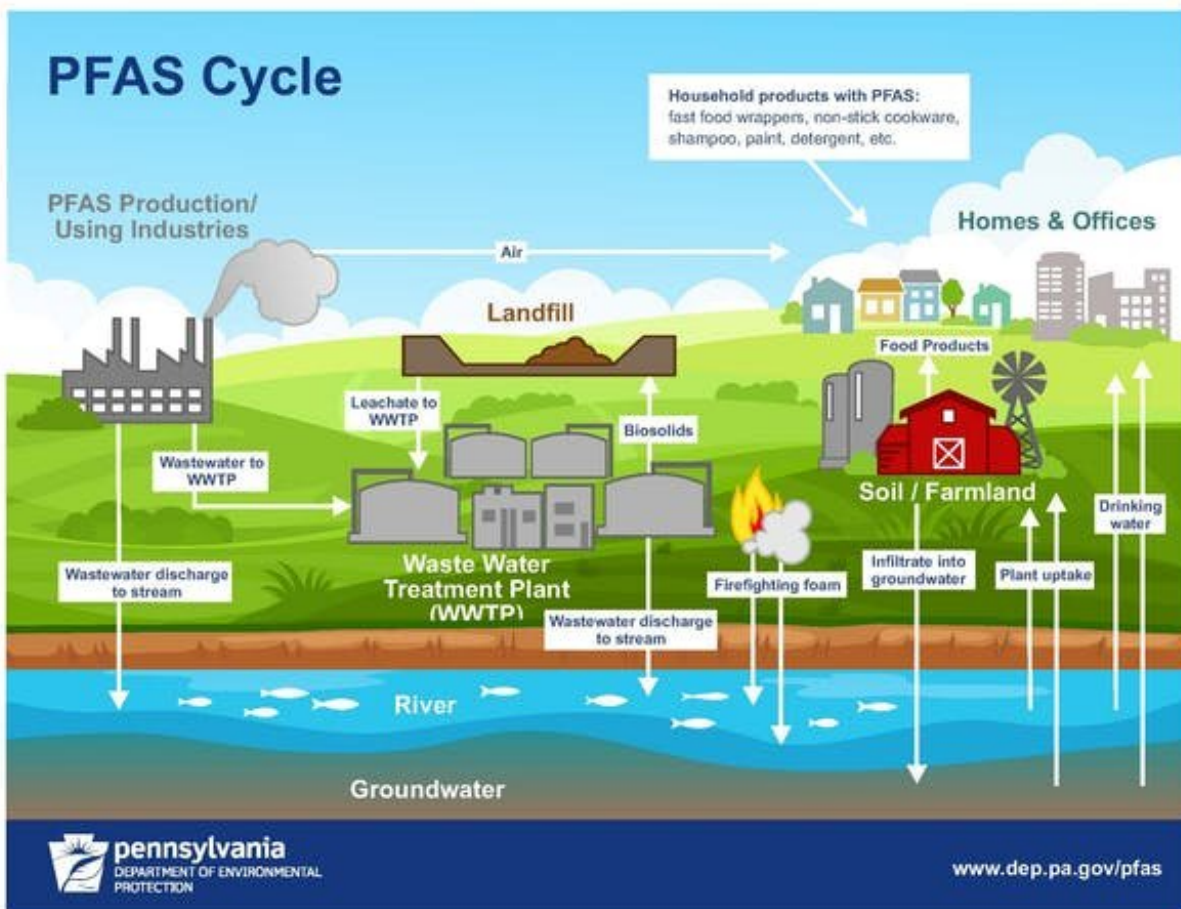 PFAS Cycle
Household products with PFAS:
fast food wrappers, non-stick cookware,
shampoo, paint, detergent, etc.
PFAS Production/
Using Industries
Homes & Offices
Air
Landfill
Food Products
Leachate to
WWTP
Biosolids
Wastewater to
WWTP
Soil / Farmland
Drinking
water
Waste Water
Treatment Plant
(WWTP)
Infiltrate into
groundwater
Plant uptake
Wastewater discharge
to stream
Firefighting foam
Wastewater discharge
to stream
River
Groundwater
pennsylvania
DEPARTMENT OF ENVIRONMENTAL
PROTECTION
www.dep.pa.gov/pfas